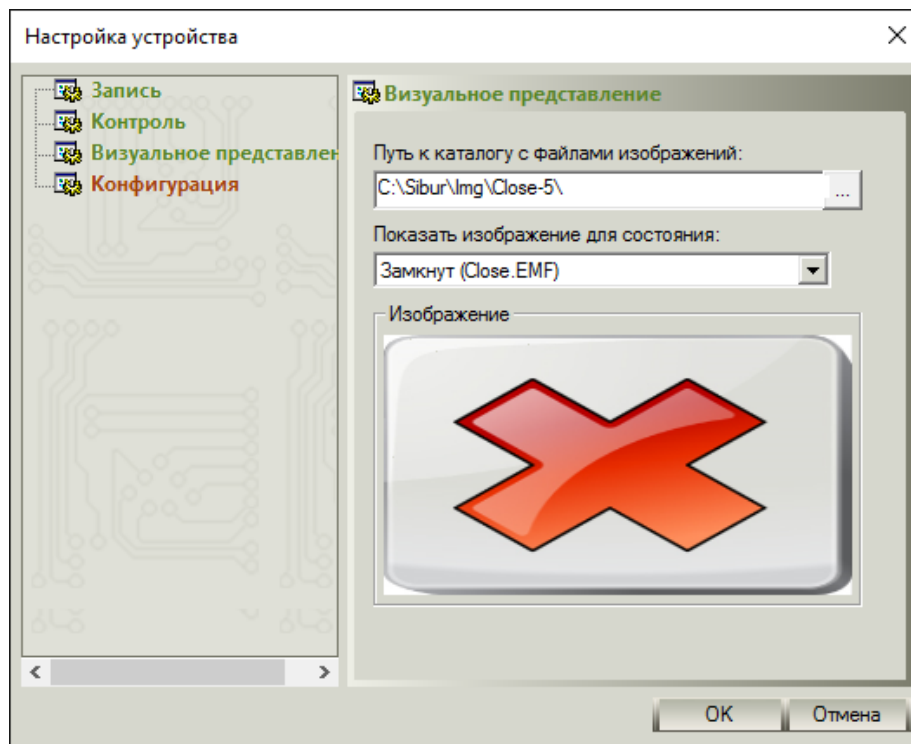 Настройка устройства
Запись
Контроль
Визуальное представлен
Конфигурация
Визуальное представление
Путь к каталогу с файлами изображений:
C:\Sibur\Img\Close-5\
...
Показать изображение для состояния:
Замкнут (Close.EMF)
Изображение
OK
Отмена